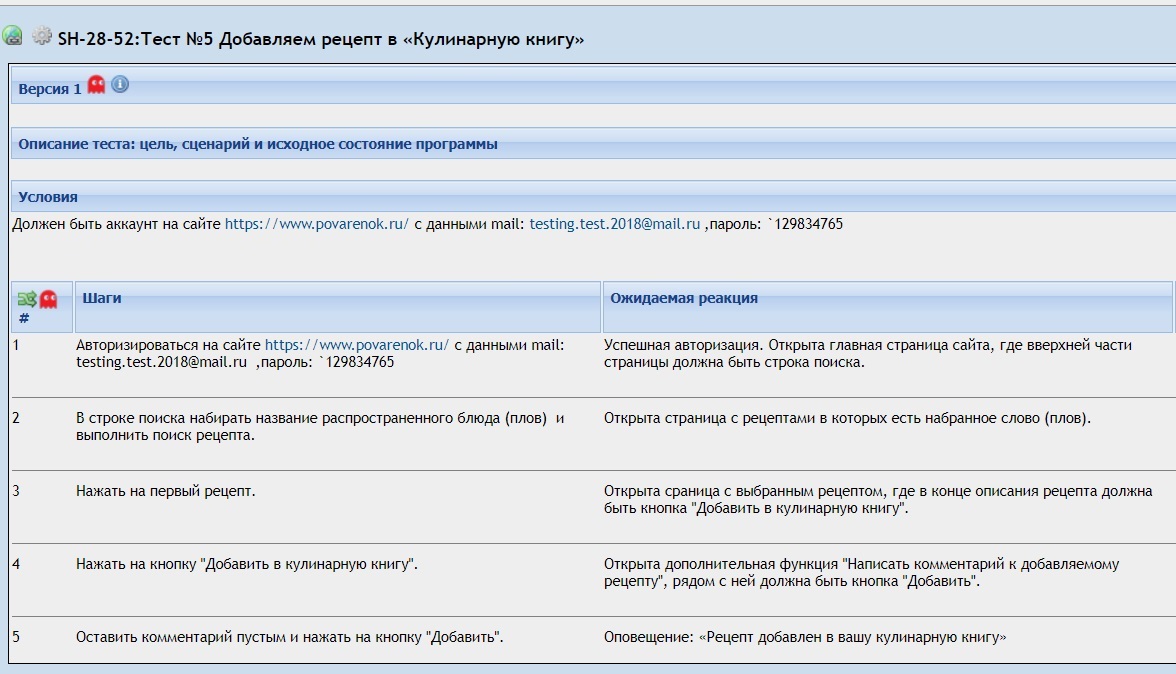 SH-28-52:Тест №5 Добавляем рецепт в «Кулинарную книгу»
Версия 1
Описание теста: цель, сценарий и исходное состояние программы
Условия
Должен быть аккаунт на сайте https://www.povarenok.ru/ с данными mail: testing.test.2018@mail.ru ,пароль: `129834765
# Шаги Ожидаемая реакция
1 Авторизироваться на сайте https://www.povarenok.ru/ с данными mail:
testing.test.2018@mail.ru ,пароль: `129834765
Успешная авторизация. Открыта главная страница сайта, где вверхней части
страницы должна быть строка поиска.
2 В строке поиска набирать название распространенного блюда (плов) и
выполнить поиск рецепта.
Открыта страница с рецептами в которых есть набранное слово (плов).
3 Нажать на первый рецепт.
Открыта сраница с выбранным рецептом, где в конце описания рецепта должна
быть кнопка "Добавить в кулинарную книгу".
4 Нажать на кнопку "Добавить в кулинарную книгу".
Открыта дополнительная функция "Написать комментарий к добавляемому
рецепту", рядом с ней должна быть кнопка "Добавить".
5 Оставить комментарий пустым и нажать на кнопку "Добавить".
Оповещение: «Рецепт добавлен в вашу кулинарную книгу»